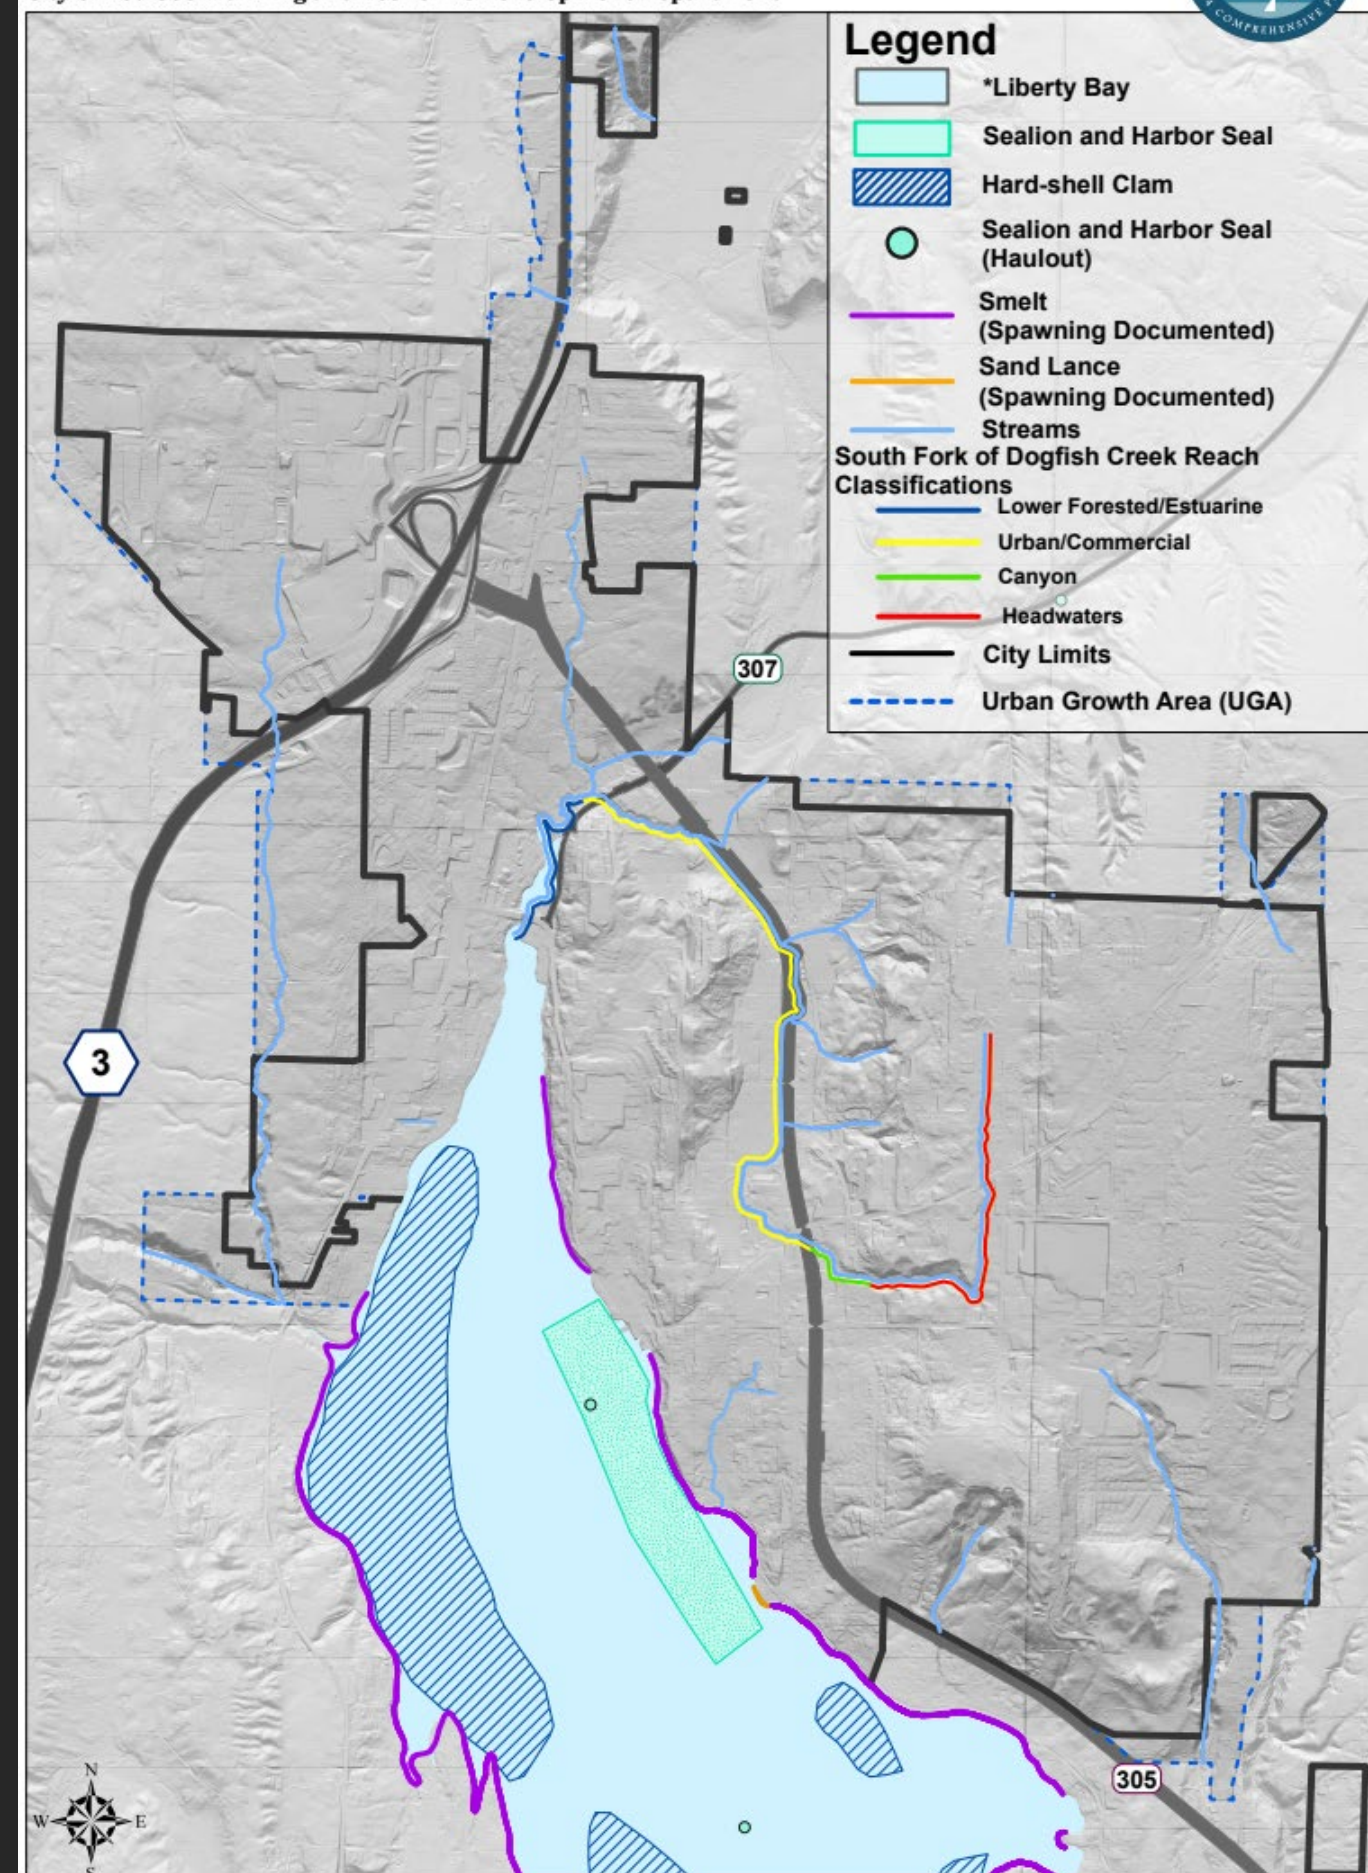 4 COMPREHENSIVE P
Legend
*Liberty Bay
Sealion and Harbor Seal
Hard-shell Clam
Sealion and Harbor Seal
(Haulout)
Smelt
(Spawning Documented)
Sand Lance
(Spawning Documented)
Streams
South Fork of Dogfish Creek Reach
Classifications
Lower Forested/Estuarine
Urban/Commercial
Canyon
Headwaters
City Limits
Urban Growth Area (UGA)
307
3
305
N
W E
S